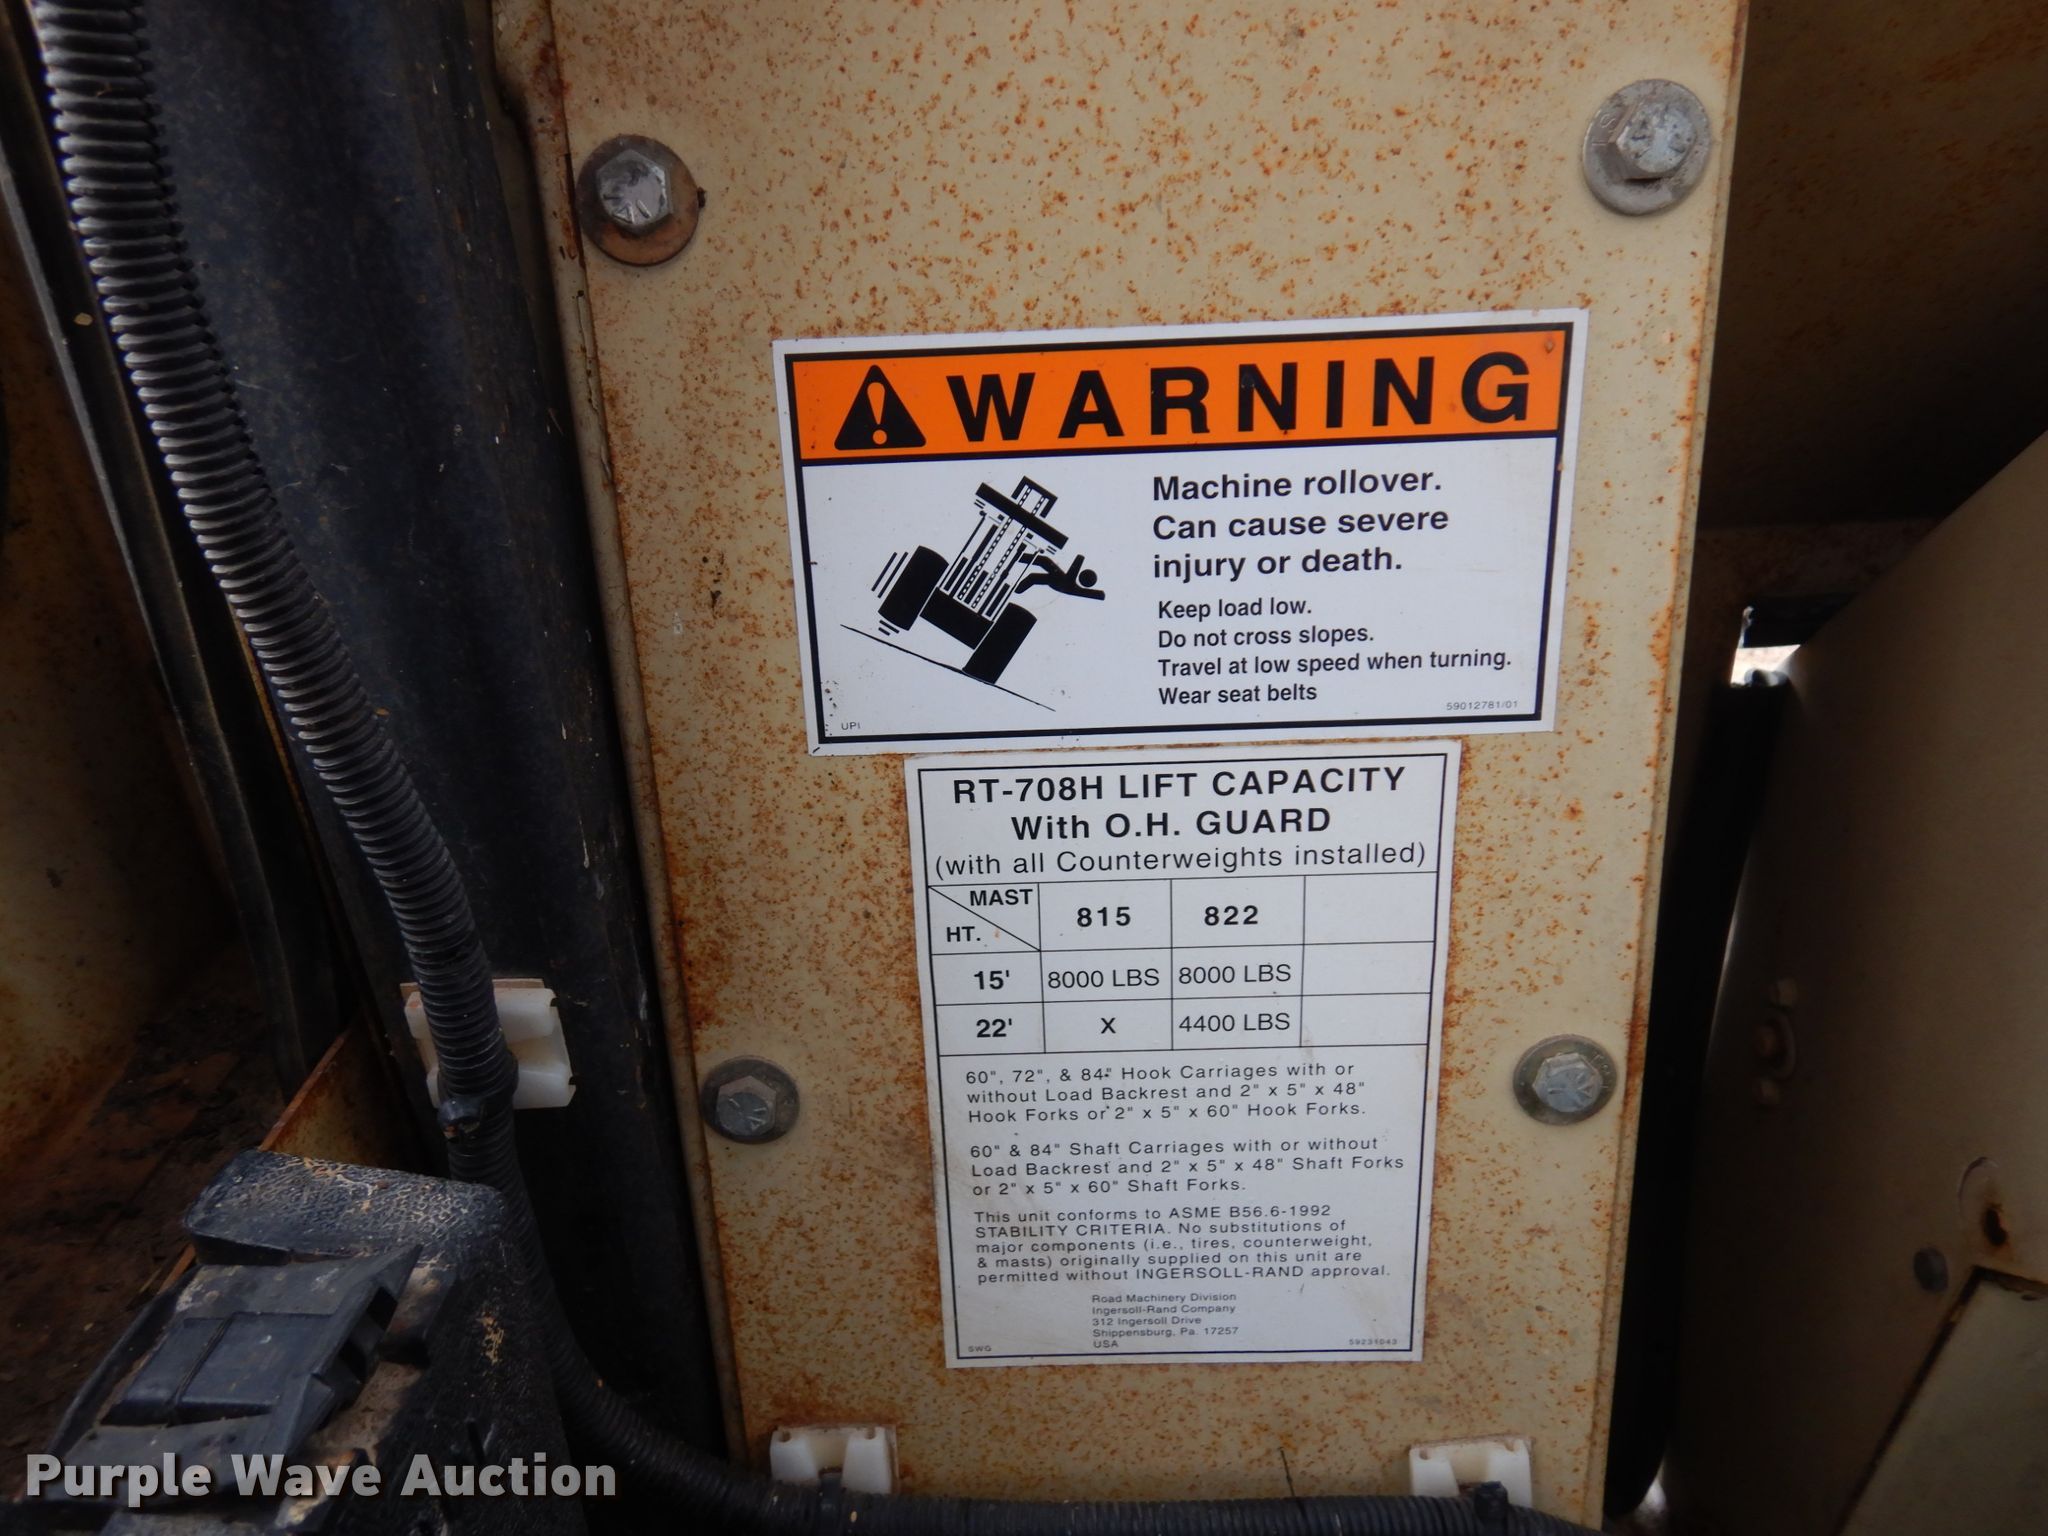 WARNING
Machine rollover.
Can cause severe
injury or death.
Keep load low.
Do not cross slopes.
Travel at low speed when turning.
Wear seat belts
UPI
59012781/01
RT-708H LIFT CAPACITY
With O.H. GUARD
(with all Counterweights installed)
MAST HT. 815 822
15' 8000 LBS 8000 LBS
22' X 4400 LBS
60", 72", & 84" Hook Carriages with or
without Load Backrest and 2" x 5" x 48"
Hook Forks or 2" x 5" x 60" Hook Forks.
60" & 84" Shaft Carriages with or without
Load Backrest and 2" x 5" x 48" Shaft Forks
or 2" x 5" x 60" Shaft Forks.
This unit conforms to ASME B56.6-1992
STABILITY CRITERIA. No substitutions of
major components (i.e., tires, counterweight,
& masts) originally supplied on this unit are
permitted without INGERSOLL-RAND approval.
Road Machinery Division
Ingersoll-Rand Company
312 Ingersoll Drive
Shippensburg, Pa. 17257
USA
SWG
59231043
Purple Wave Auction